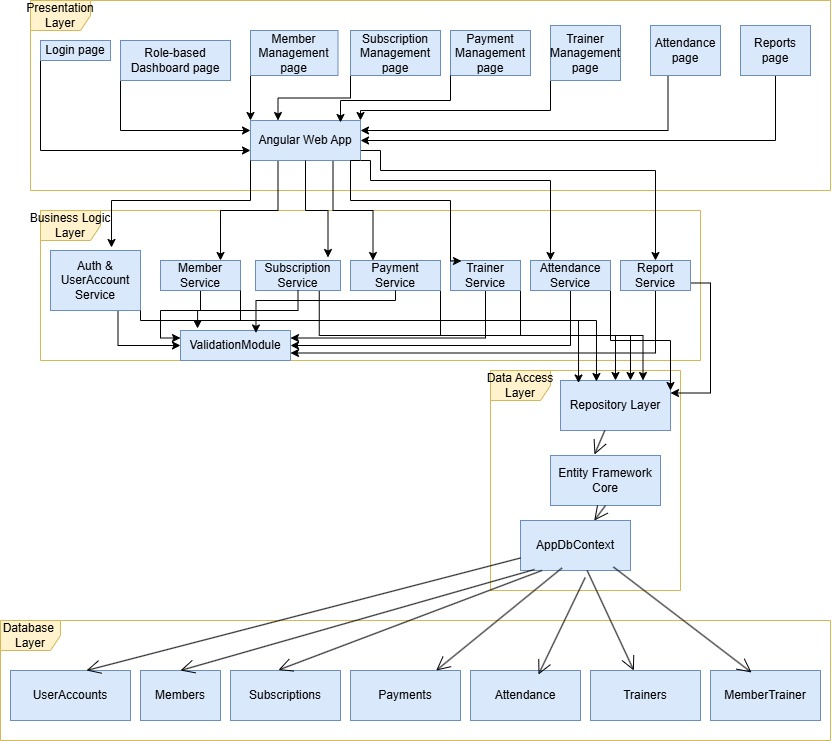 Presentation
Layer
Login page
Role-based
Dashboard page
Member
Management
page
Subscription
Management
page
Payment
Management
page
Trainer
Management
page
Attendance
page
Reports
page
Angular Web App
Business Logic
Layer
Auth &
UserAccount
Service
Member
Service
Subscription
Service
Payment
Service
Trainer
Service
Attendance
Service
Report
Service
ValidationModule
Data Access
Layer
Repository Layer
Entity Framework
Core
AppDbContext
Database
Layer
UserAccounts
Members
Subscriptions
Payments
Attendance
Trainers
MemberTrainer